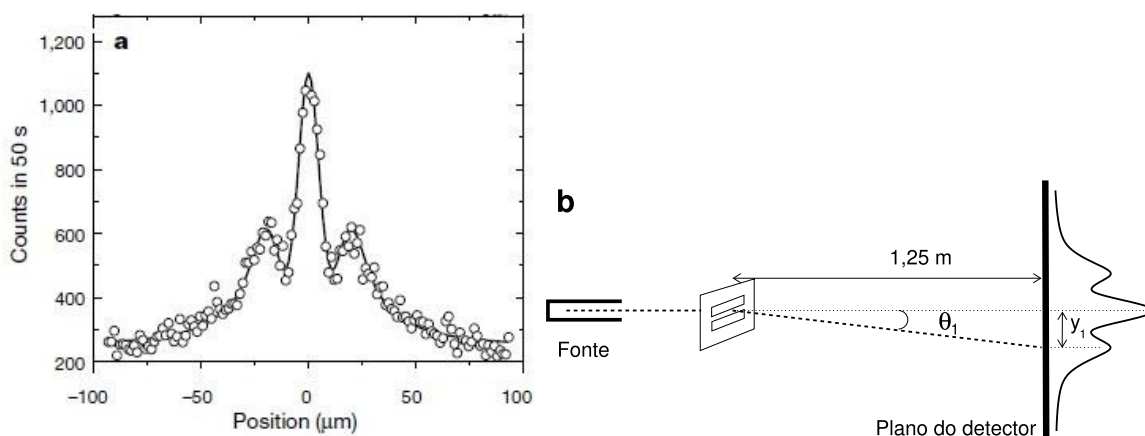 a
1,200
1,000
800
600
400
200
Counts in 50 s
−100
−50
0
50
100
Position (µm)
b
1,25 m
θ₁
y₁
Fonte
Plano do detector